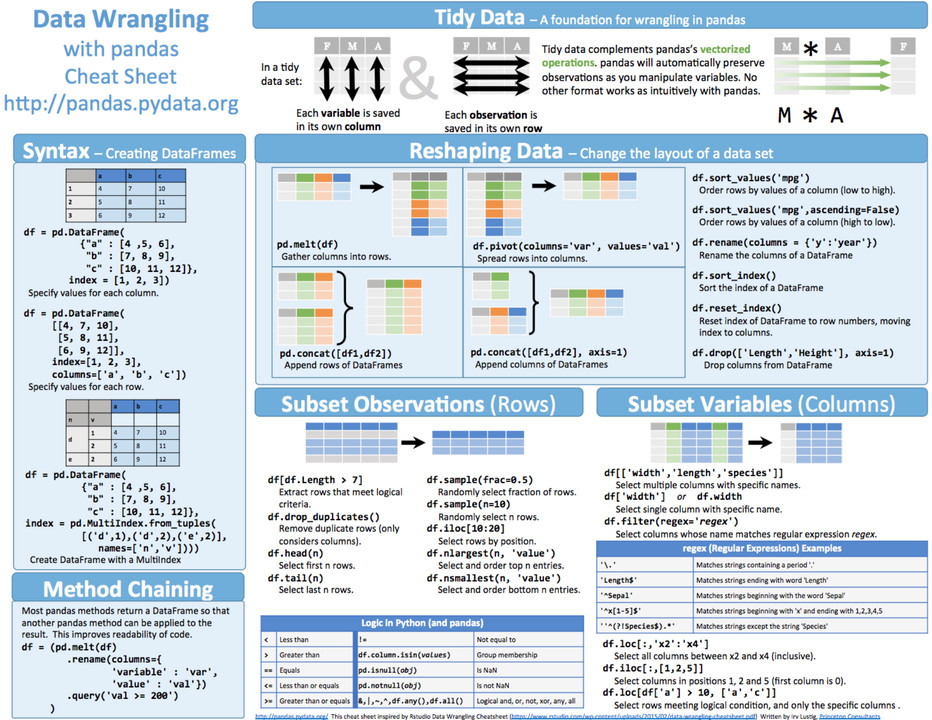 Data Wrangling
with pandas
Cheat Sheet
http://pandas.pydata.org
Tidy Data – A foundation for wrangling in pandas
In a tidy
data set:
F M A
Each variable is saved
in its own column
&
F M A
Each observation is
saved in its own row
Tidy data complements pandas's vectorized
operations. pandas will automatically preserve
observations as you manipulate variables. No
other format works as intuitively with pandas.
M * A F
M * A
Syntax – Creating DataFrames
a b c
1 4 7 10
2 5 8 11
3 6 9 12
df = pd.DataFrame(
{"a" : [4 ,5, 6],
"b" : [7, 8, 9],
"c" : [10, 11, 12]},
index = [1, 2, 3])
Specify values for each column.
df = pd.DataFrame(
[[4, 7, 10],
[5, 8, 11],
[6, 9, 12]],
index=[1, 2, 3],
columns=['a', 'b', 'c'])
Specify values for each row.
a b c
n v
d 1 4 7 10
2 5 8 11
e 2 6 9 12
df = pd.DataFrame(
{"a" : [4 ,5, 6],
"b" : [7, 8, 9],
"c" : [10, 11, 12]},
index = pd.MultiIndex.from_tuples(
[('d',1),('d',2),('e',2)],
names=['n','v'])))
Create DataFrame with a MultiIndex
Method Chaining
Most pandas methods return a DataFrame so that
another pandas method can be applied to the
result. This improves readability of code.
df = (pd.melt(df)
.rename(columns={
'variable' : 'var',
'value' : 'val'})
.query('val >= 200')
)
Reshaping Data – Change the layout of a data set
pd.melt(df)
Gather columns into rows.
df.pivot(columns='var', values='val')
Spread rows into columns.
pd.concat([df1,df2])
Append rows of DataFrames
pd.concat([df1,df2], axis=1)
Append columns of DataFrames
df.sort_values('mpg')
Order rows by values of a column (low to high).
df.sort_values('mpg',ascending=False)
Order rows by values of a column (high to low).
df.rename(columns = {'y':'year'})
Rename the columns of a DataFrame
df.sort_index()
Sort the index of a DataFrame
df.reset_index()
Reset index of DataFrame to row numbers, moving
index to columns.
df.drop(['Length','Height'], axis=1)
Drop columns from DataFrame
Subset Observations (Rows)
df[df.Length > 7]
Extract rows that meet logical
criteria.
df.drop_duplicates()
Remove duplicate rows (only
considers columns).
df.head(n)
Select first n rows.
df.tail(n)
Select last n rows.
df.sample(frac=0.5)
Randomly select fraction of rows.
df.sample(n=10)
Randomly select n rows.
df.iloc[10:20]
Select rows by position.
df.nlargest(n, 'value')
Select and order top n entries.
df.nsmallest(n, 'value')
Select and order bottom n entries.
Logic in Python (and pandas)
< Less than != Not equal to
> Greater than df.column.isin(values) Group membership
== Equals pd.isnull(obj) Is NaN
<= Less than or equals pd.notnull(obj) Is not NaN
>= Greater than or equals &,|,~,^,df.any(),df.all() Logical and, or, not, xor, any, all
Subset Variables (Columns)
df[['width','length','species']]
Select multiple columns with specific names.
df['width'] or df.width
Select single column with specific name.
df.filter(regex='regex')
Select columns whose name matches regular expression regex.
regex (Regular Expressions) Examples
'\.' Matches strings containing a period '.'
'Length$' Matches strings ending with word 'Length'
'^Sepal' Matches strings beginning with the word 'Sepal'
'^x[1-5]$' Matches strings beginning with 'x' and ending with 1,2,3,4,5
''^(?!Species$).*' Matches strings except the string 'Species'
df.loc[:,'x2':'x4']
Select all columns between x2 and x4 (inclusive).
df.iloc[:,[1,2,5]]
Select columns in positions 1, 2 and 5 (first column is 0).
df.loc[df['a'] > 10, ['a','c']]
Select rows meeting logical condition, and only the specific columns .
http://pandas.pydata.org/ This cheat sheet inspired by Rstudio Data Wrangling Cheatsheet (https://www.rstudio.com/wp-content/uploads/2015/02/data-wrangling-cheatsheet.pdf) Written by Irv Lustig, Princeton Consultants